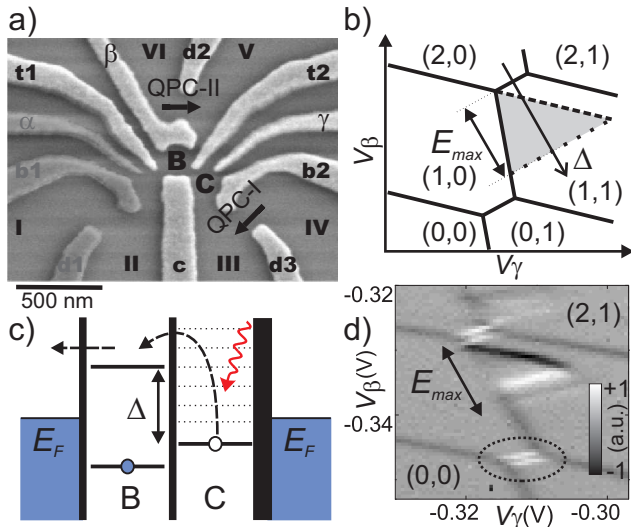 a)
β VI d2 V
t1 QPC-II t2
α B γ
b1 C b2
I QPC-I IV
d1 II c III d3
500 nm
b)
(2,0) (2,1)
Vβ
Emax
Δ
(1,0) (1,1)
(0,0) (0,1)
Vγ
c)
Δ
EF EF
B C
d)
-0.32
(2,1)
Vβ(V)
Emax
+1
(a.u.)
-0.34
(0,0) -1
-0.32 Vγ(V) -0.30